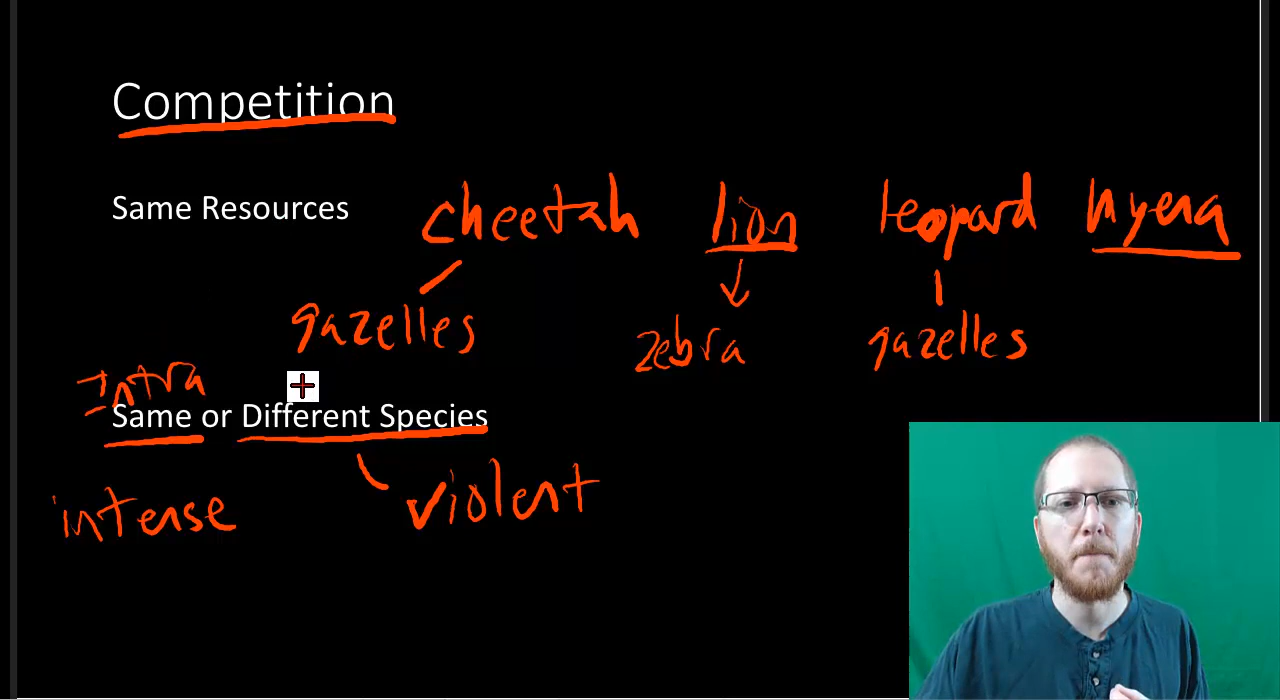 Competition
Same Resources cheetah lion leopard hyena
gazelles zebra gazelles
Intra
Same or Different Species
intense violent